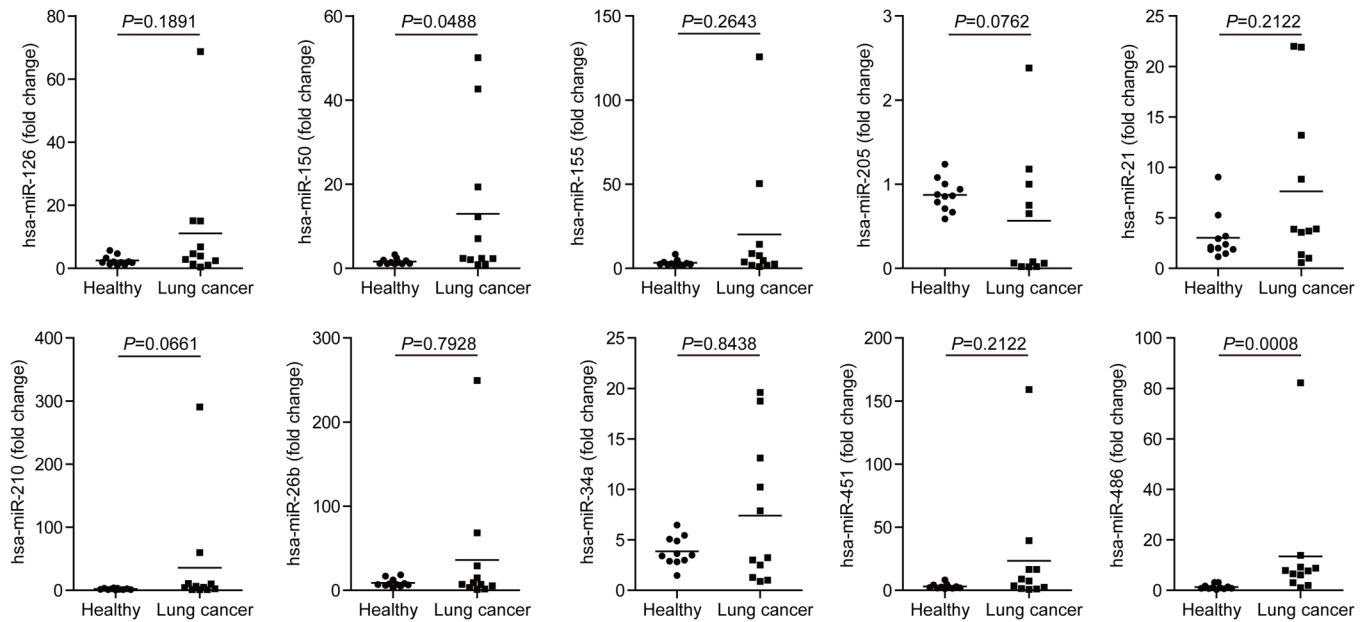 P=0.1891
hsa-miR-126 (fold change)
80
60
40
20
0
Healthy Lung cancer
P=0.0488
hsa-miR-150 (fold change)
60
40
20
0
Healthy Lung cancer
P=0.2643
hsa-miR-155 (fold change)
150
100
50
0
Healthy Lung cancer
P=0.0762
hsa-miR-205 (fold change)
3
2
1
0
Healthy Lung cancer
P=0.2122
hsa-miR-21 (fold change)
25
20
15
10
5
0
Healthy Lung cancer
P=0.0661
hsa-miR-210 (fold change)
400
300
200
100
0
Healthy Lung cancer
P=0.7928
hsa-miR-26b (fold change)
300
200
100
0
Healthy Lung cancer
P=0.8438
hsa-miR-34a (fold change)
25
20
15
10
5
0
Healthy Lung cancer
P=0.2122
hsa-miR-451 (fold change)
200
150
100
50
0
Healthy Lung cancer
P=0.0008
hsa-miR-486 (fold change)
100
80
60
40
20
0
Healthy Lung cancer